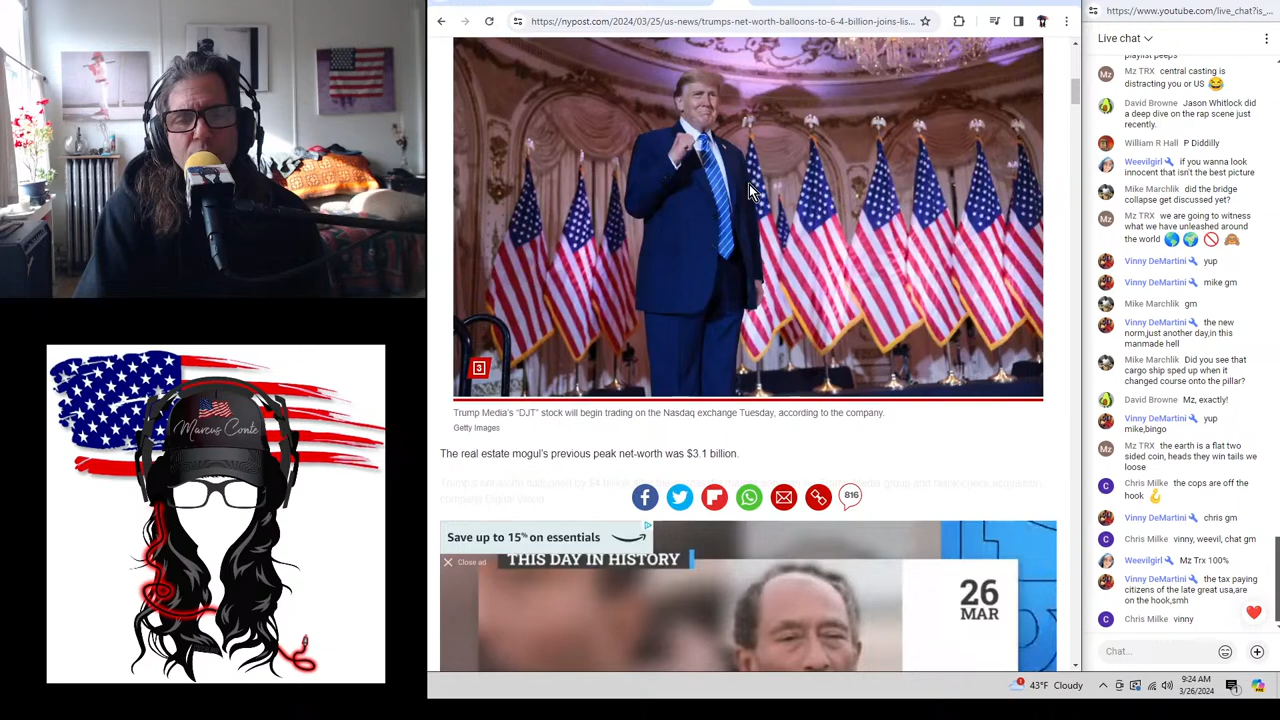 https://nypost.com/2024/03/25/us-news/trumps-net-worth-balloons-to-6-4-billion-joins-lis...
Marcus Conte
3
Trump Media's "DJT" stock will begin trading on the Nasdaq exchange Tuesday, according to the company.
Getty Images
The real estate mogul's previous peak net-worth was $3.1 billion.
816
Save up to 15% on essentials
Close ad
THIS DAY IN HISTORY
26
MAR
https://www.youtube.com/live_chat?is_...
Live chat
playlist peeps
Mz TRX central casting is
distracting you or US
David Browne Jason Whitlock did
a deep dive on the rap scene just
recently.
William R Hall P Diddilly
Weevilgirl if you wanna look
innocent that isn't the best picture
Mike Marchlik did the bridge
collapse get discussed yet?
Mz TRX we are going to witness
what we have unleashed around
the world
Vinny DeMartini yup
Vinny DeMartini mike gm
Mike Marchlik gm
Vinny DeMartini the new
norm,just another day,in this
manmade hell
Mike Marchlik Did you see that
cargo ship sped up when it
changed course onto the pillar?
David Browne Mz, exactly!
Vinny DeMartini yup
mike,bingo
Mz TRX the earth is a flat two
sided coin, heads they win tails we
loose
Chris Milke the cops are off the
hook
Vinny DeMartini chris gm
Chris Milke vinny, weevil, chat gm
Weevilgirl Mz Trx 100%
Vinny DeMartini the tax paying
citizens of the late great usa,are
on the hook,smh
Chris Milke vinny
Chat...
43°F Cloudy
9:24 AM
3/26/2024